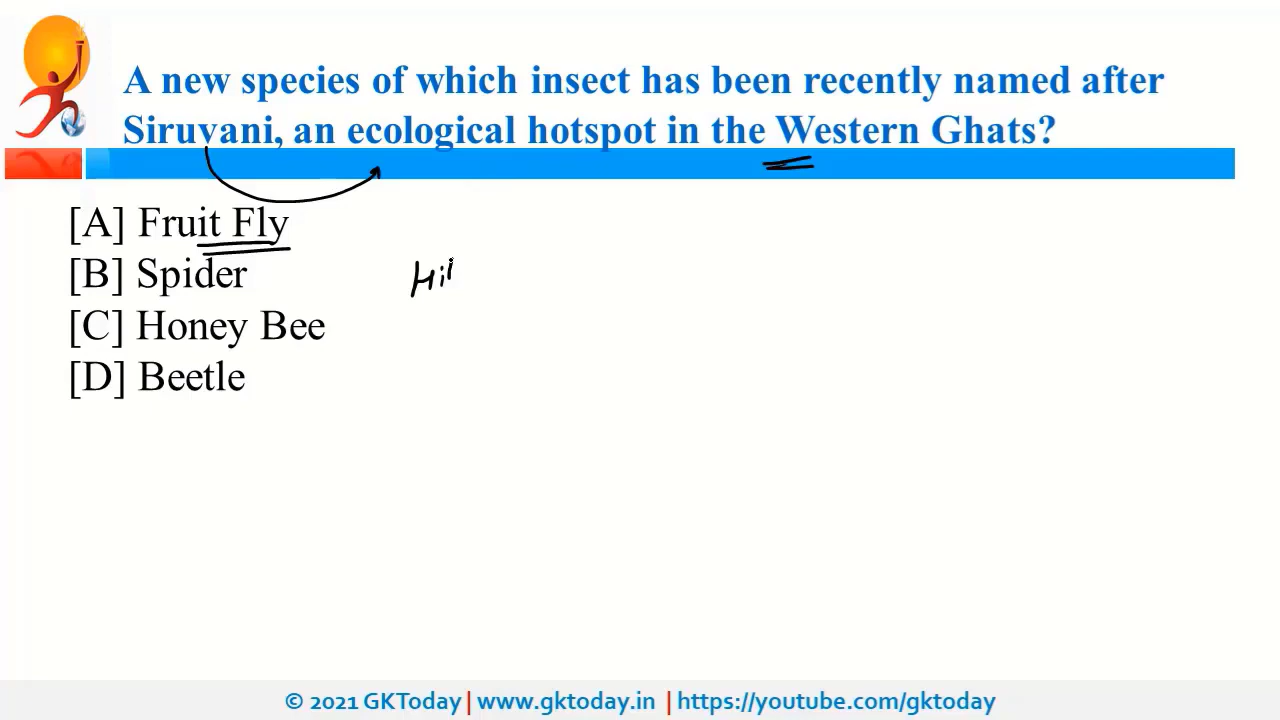 A new species of which insect has been recently named after
Siruvani, an ecological hotspot in the Western Ghats?
[A] Fruit Fly
[B] Spider
[C] Honey Bee
[D] Beetle
© 2021 GKToday | www.gktoday.in | https://youtube.com/gktoday